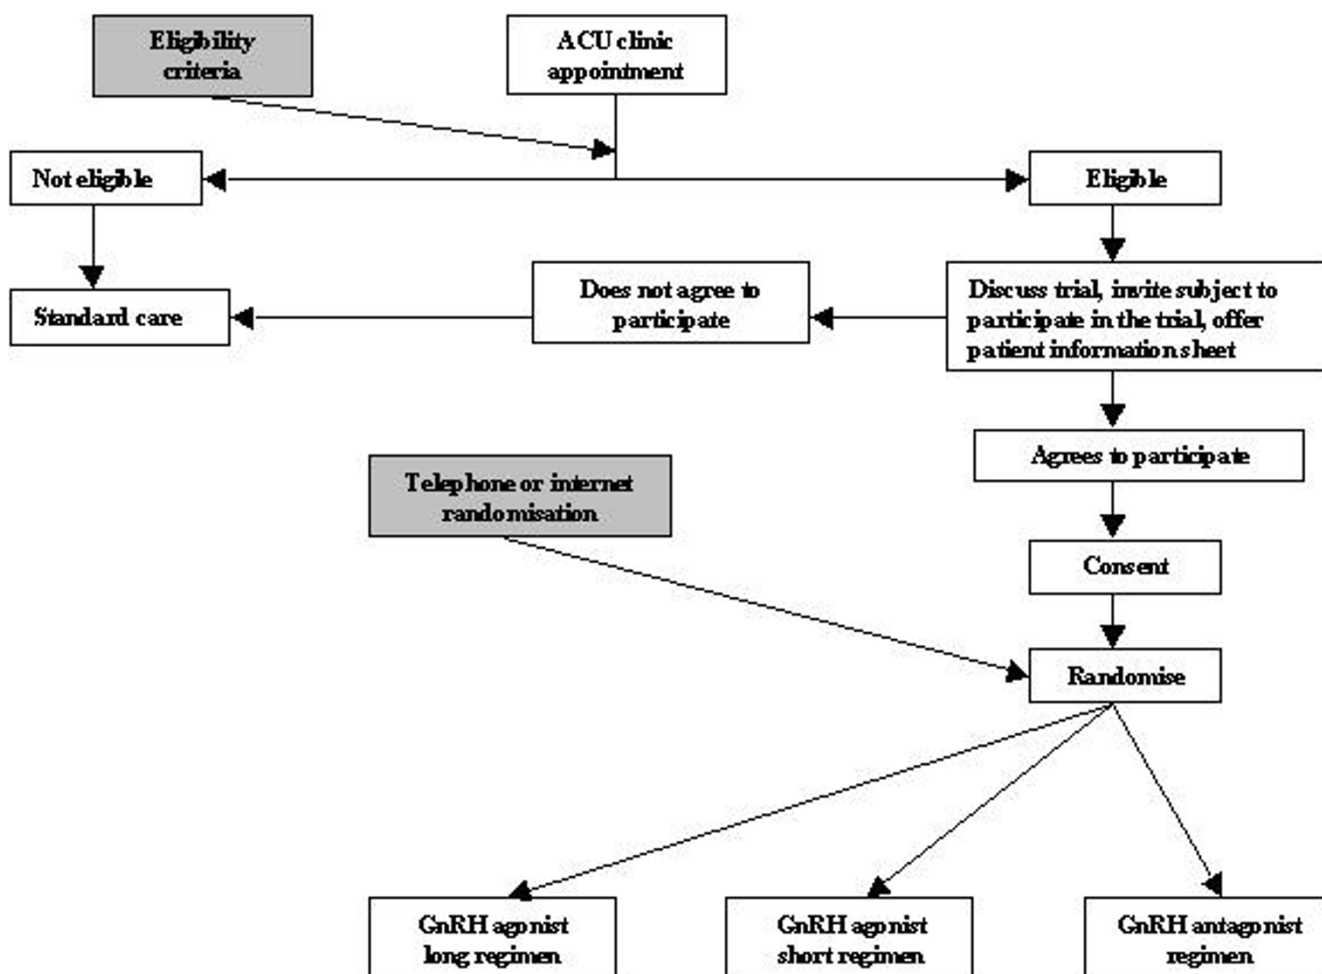 Eligibility
criteria
ACU clinic
appointment
Not eligible
Eligible
Standard care
Does not agree to
participate
Discuss trial, invite subject to
participate in the trial, offer
patient information sheet
Agrees to participate
Telephone or internet
randomisation
Consent
Randomise
GnRH agonist
long regimen
GnRH agonist
short regimen
GnRH antagonist
regimen